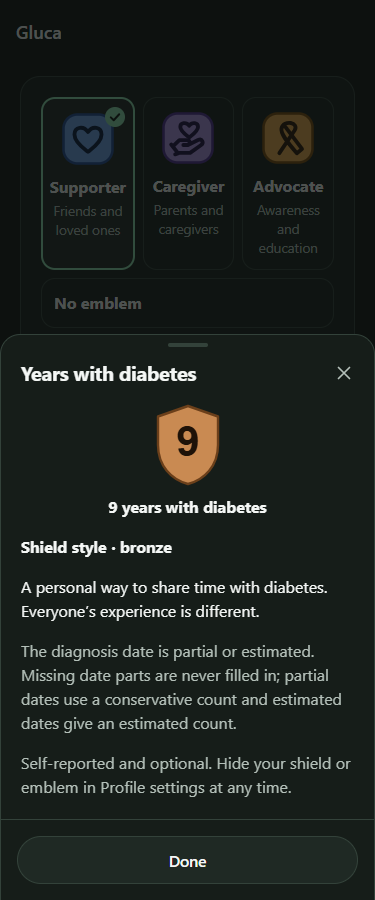 Gluca
Supporter
Friends and
loved ones
Caregiver
Parents and
caregivers
Advocate
Awareness
and
education
No emblem
Years with diabetes
9
9 years with diabetes
Shield style · bronze
A personal way to share time with diabetes.
Everyone's experience is different.
The diagnosis date is partial or estimated.
Missing date parts are never filled in; partial
dates use a conservative count and estimated
dates give an estimated count.
Self-reported and optional. Hide your shield or
emblem in Profile settings at any time.
Done